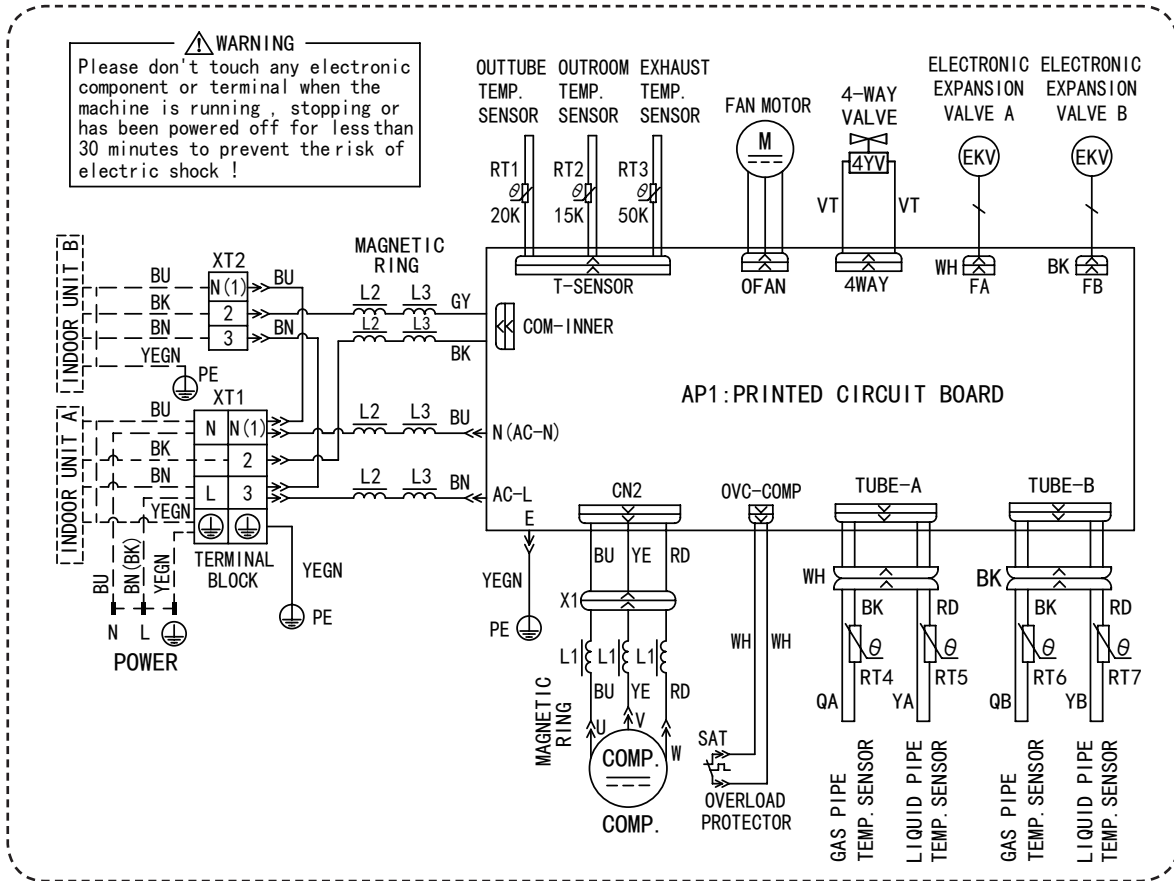 WARNING
Please don't touch any electronic
component or terminal when the
machine is running , stopping or
has been powered off for less than
30 minutes to prevent the risk of
electric shock !
OUTTUBE
TEMP.
SENSOR
OUTROOM
TEMP.
SENSOR
EXHAUST
TEMP.
SENSOR
FAN MOTOR
4-WAY
VALVE
ELECTRONIC
EXPANSION
VALVE A
ELECTRONIC
EXPANSION
VALVE B
RT1
θ
20K
RT2
θ
15K
RT3
θ
50K
M
4YV
VT
VT
EKV
EKV
T-SENSOR
OFAN
4WAY
WH
FA
BK
FB
INDOOR UNIT B
BU
BK
BN
YEGN
PE
XT2
N(1)
2
3
BU
BN
MAGNETIC
RING
L2
L3
GY
L2
L3
BK
COM-INNER
AP1:PRINTED CIRCUIT BOARD
INDOOR UNIT A
BU
BK
BN
YEGN
XT1
N
N(1)
2
L
3
TERMINAL
BLOCK
L2
L3
BU
N(AC-N)
L2
L3
BN
AC-L
BU
BN(BK)
YEGN
N
L
POWER
YEGN
PE
E
YEGN
PE
CN2
BU
YE
RD
X1
L1
L1
L1
MAGNETIC
RING
BU
YE
RD
U
V
W
COMP.
COMP.
OVC-COMP
WH
WH
SAT
OVERLOAD
PROTECTOR
TUBE-A
WH
BK
RD
θ
RT4
θ
RT5
QA
YA
GAS PIPE
TEMP. SENSOR
LIQUID PIPE
TEMP. SENSOR
TUBE-B
BK
BK
RD
θ
RT6
θ
RT7
QB
YB
GAS PIPE
TEMP. SENSOR
LIQUID PIPE
TEMP. SENSOR